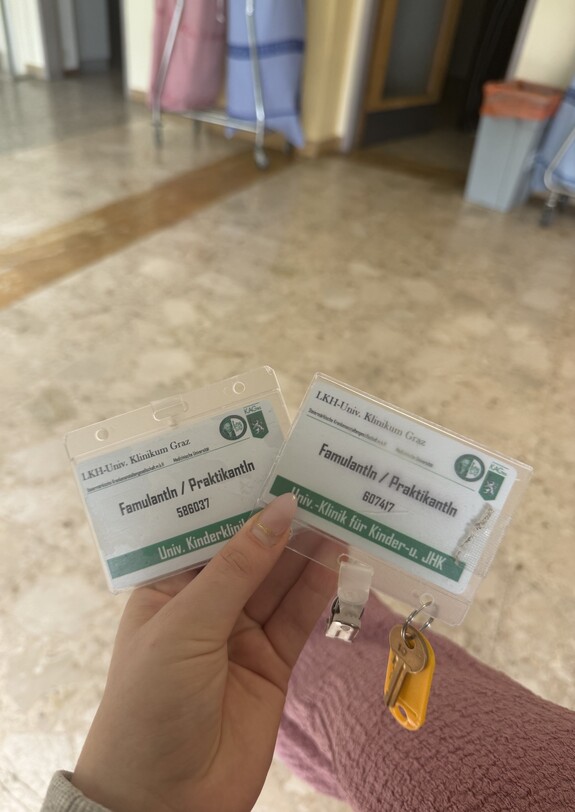 LKH-Univ. Klinikum Graz
FamulantIn / PraktikantIn
586037
Univ. Kinderklinik
LKH-Univ. Klinikum Graz
FamulantIn / PraktikantIn
607417
Univ.-Klinik für Kinder-u. JHK